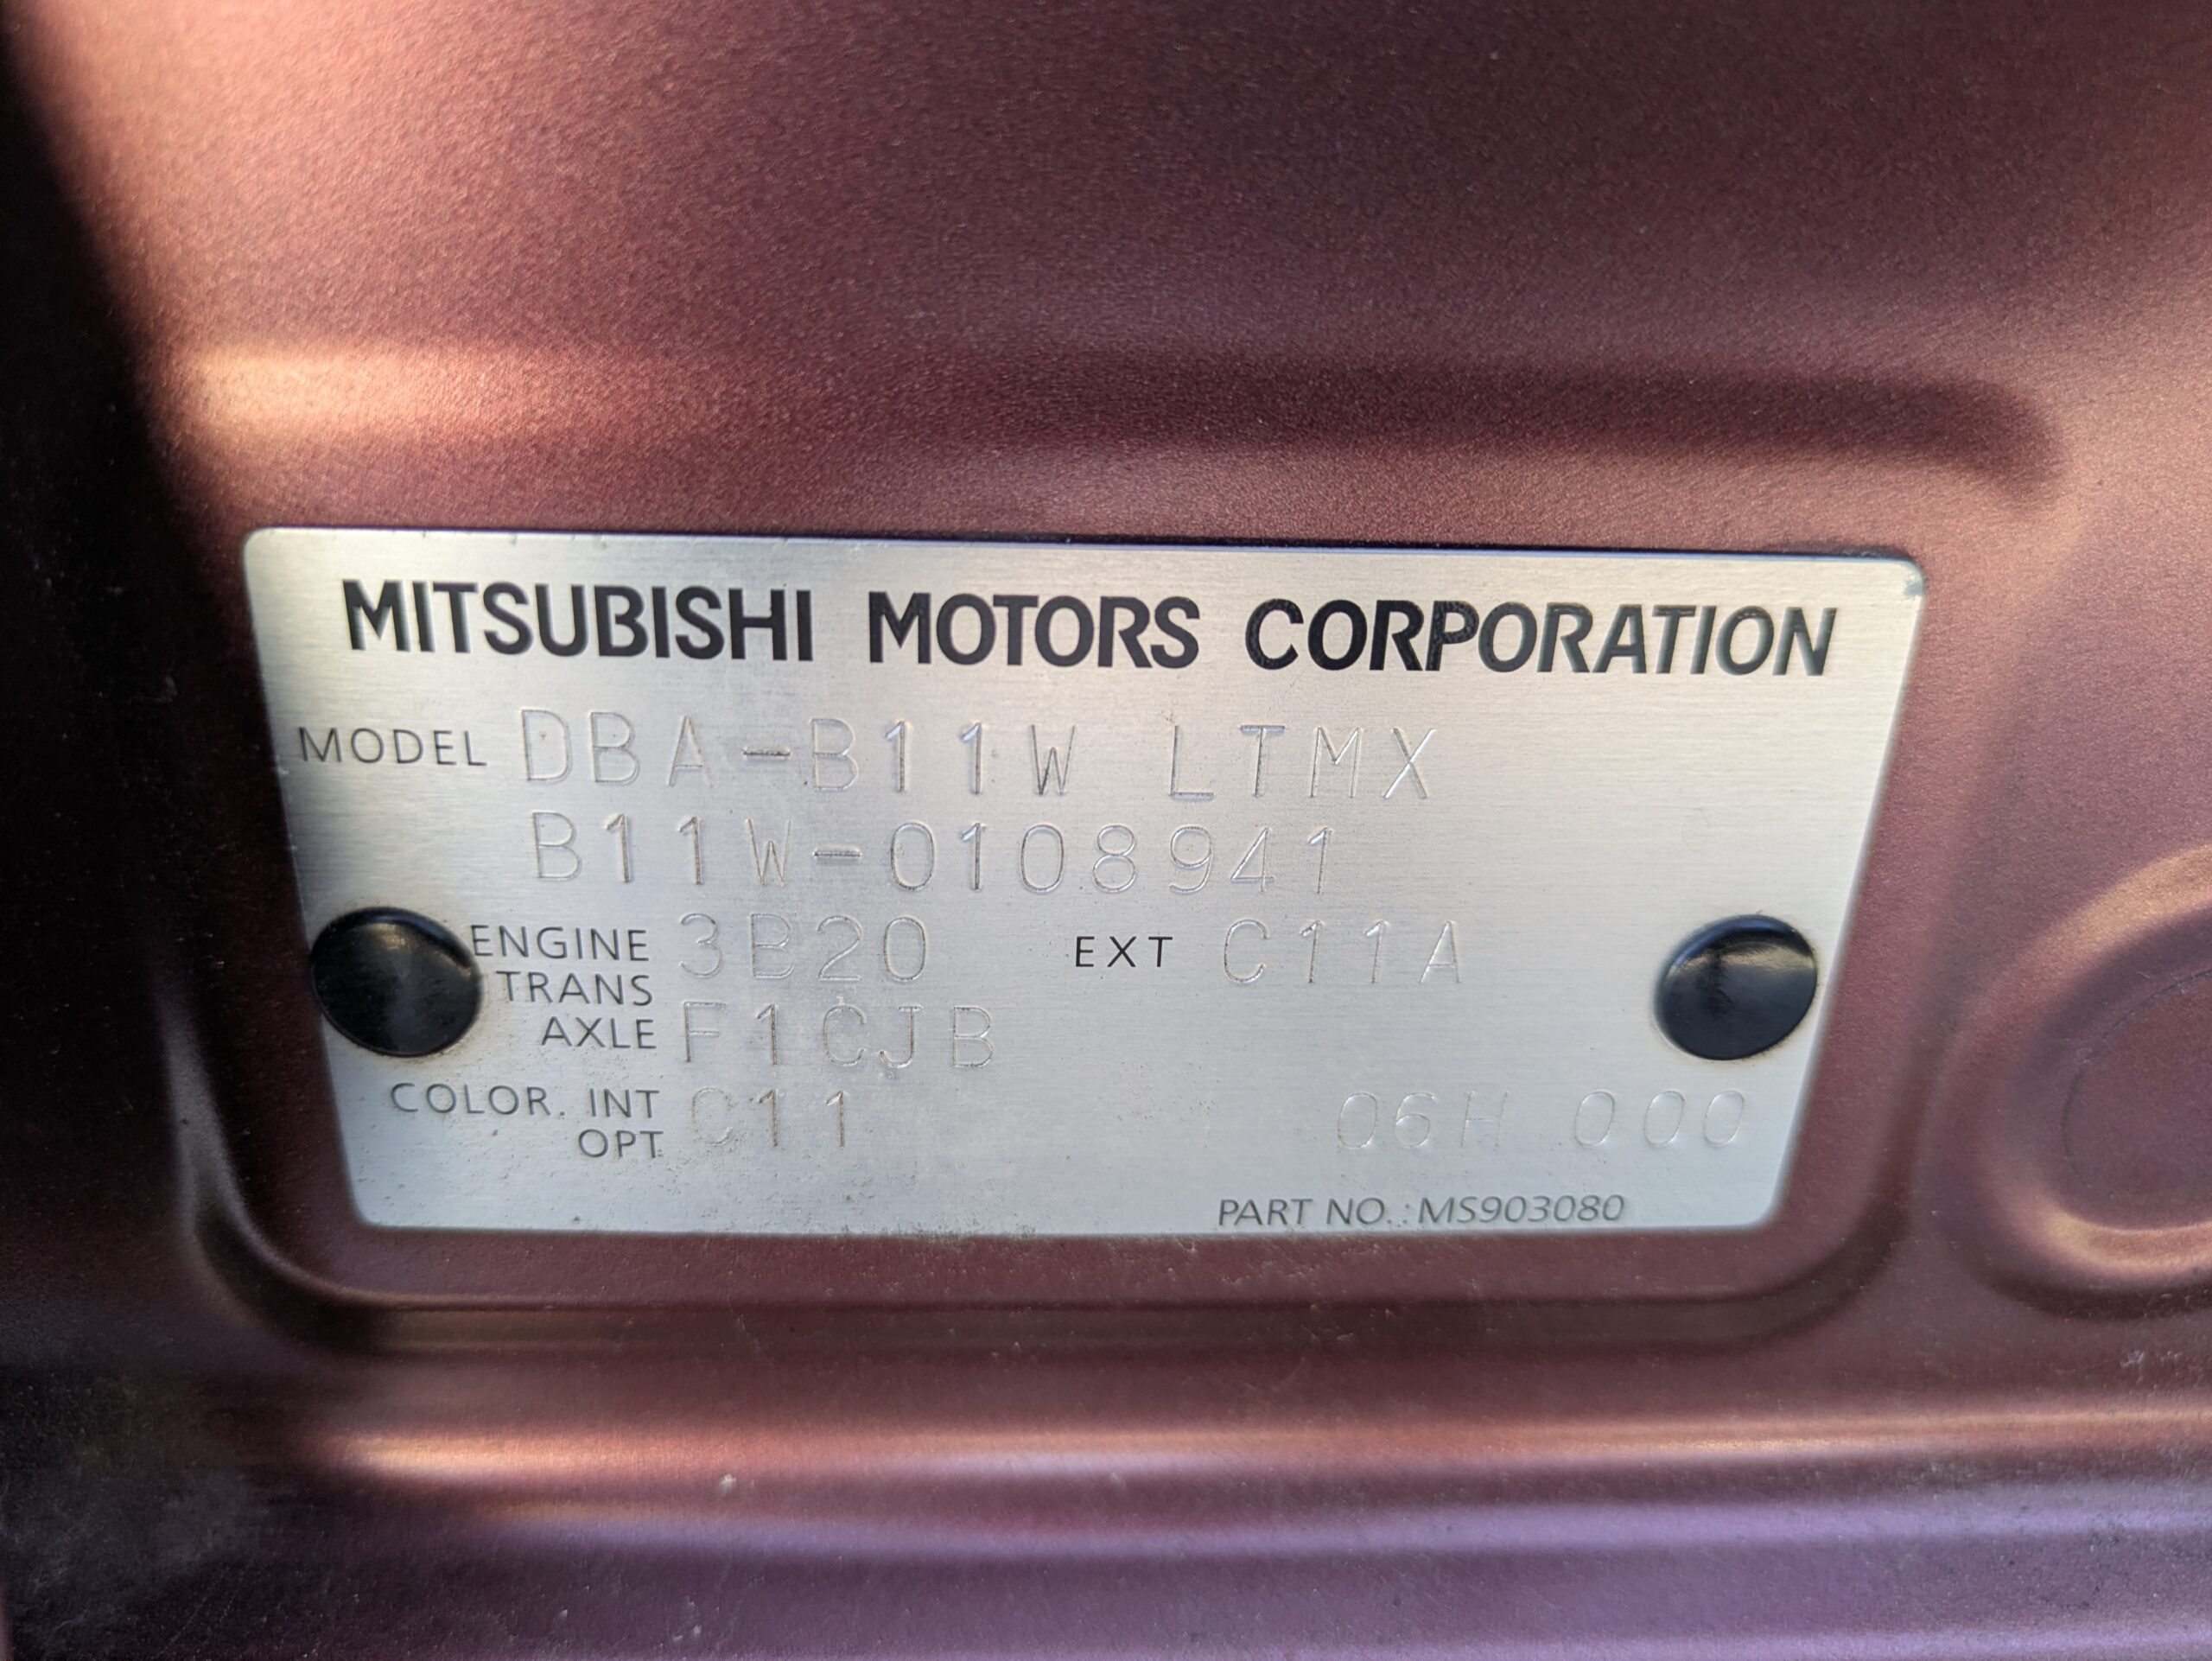 MITSUBISHI MOTORS CORPORATION
MODEL DBA-B11W LTMX
B11W-0108941
ENGINE 3B20 EXT C11A
TRANS
AXLE F1CJB
COLOR. INT C11 06H 000
OPT
PART NO.:MS903080